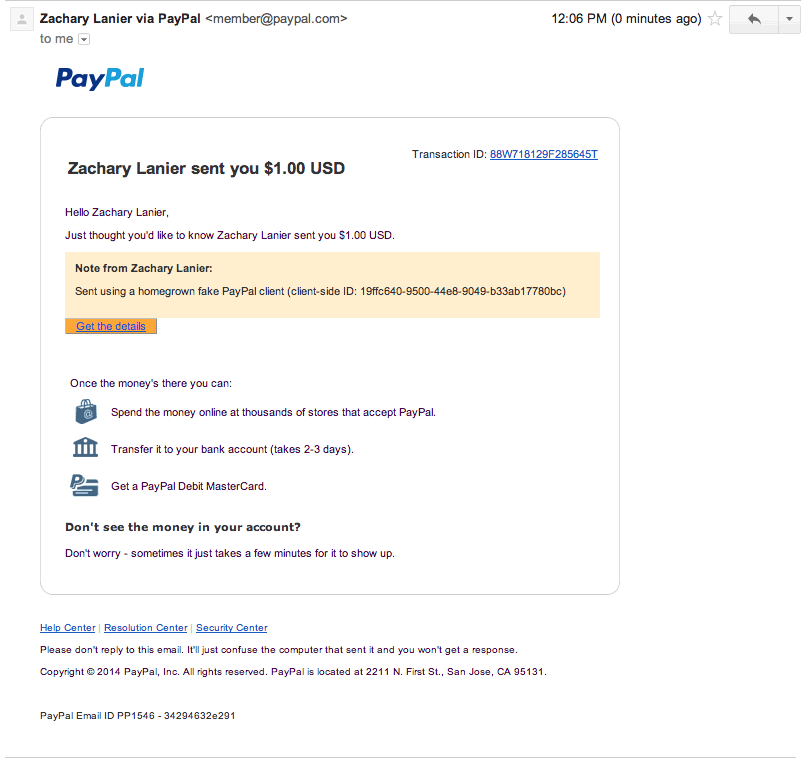 Zachary Lanier via PayPal <member@paypal.com>
12:06 PM (0 minutes ago)
to me
PayPal
Transaction ID: 88W718129F285645T
Zachary Lanier sent you $1.00 USD
Hello Zachary Lanier,
Just thought you'd like to know Zachary Lanier sent you $1.00 USD.
Note from Zachary Lanier:
Sent using a homegrown fake PayPal client (client-side ID: 19ffc640-9500-44e8-9049-b33ab17780bc)
Get the details
Once the money's there you can:
Spend the money online at thousands of stores that accept PayPal.
Transfer it to your bank account (takes 2-3 days).
Get a PayPal Debit MasterCard.
Don't see the money in your account?
Don't worry - sometimes it just takes a few minutes for it to show up.
Help Center | Resolution Center | Security Center
Please don't reply to this email. It'll just confuse the computer that sent it and you won't get a response.
Copyright © 2014 PayPal, Inc. All rights reserved. PayPal is located at 2211 N. First St., San Jose, CA 95131.
PayPal Email ID PP1546 - 34294632e291